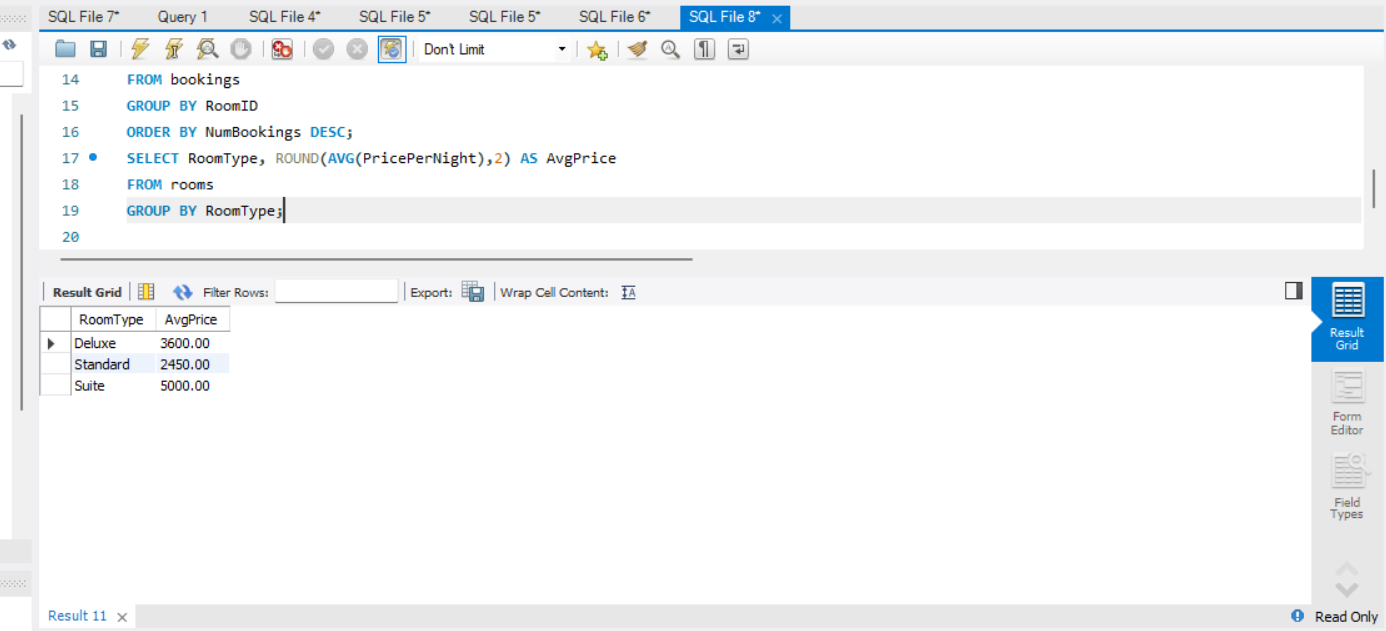 SQL File 7* Query 1 SQL File 4* SQL File 5* SQL File 5* SQL File 6* SQL File 8*
Don't Limit
14 FROM bookings
15 GROUP BY RoomID
16 ORDER BY NumBookings DESC;
17 SELECT RoomType, ROUND(AVG(PricePerNight),2) AS AvgPrice
18 FROM rooms
19 GROUP BY RoomType;
20
Result Grid Filter Rows: Export: Wrap Cell Content: IA
RoomType AvgPrice
Deluxe 3600.00
Standard 2450.00
Suite 5000.00
Result
Grid
Form
Editor
Field
Types
Result 11
Read Only